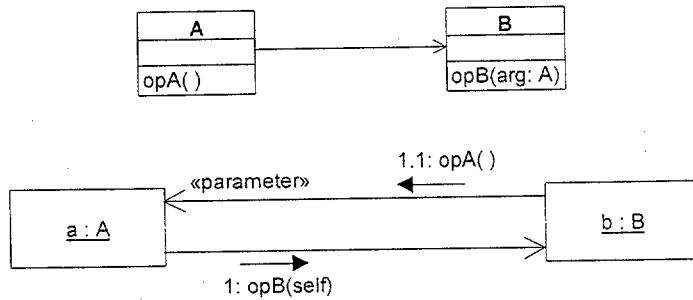 A
B
opA( )
opB(arg: A)
1.1: opA( )
«parameter»
a : A
b : B
1: opB(self)